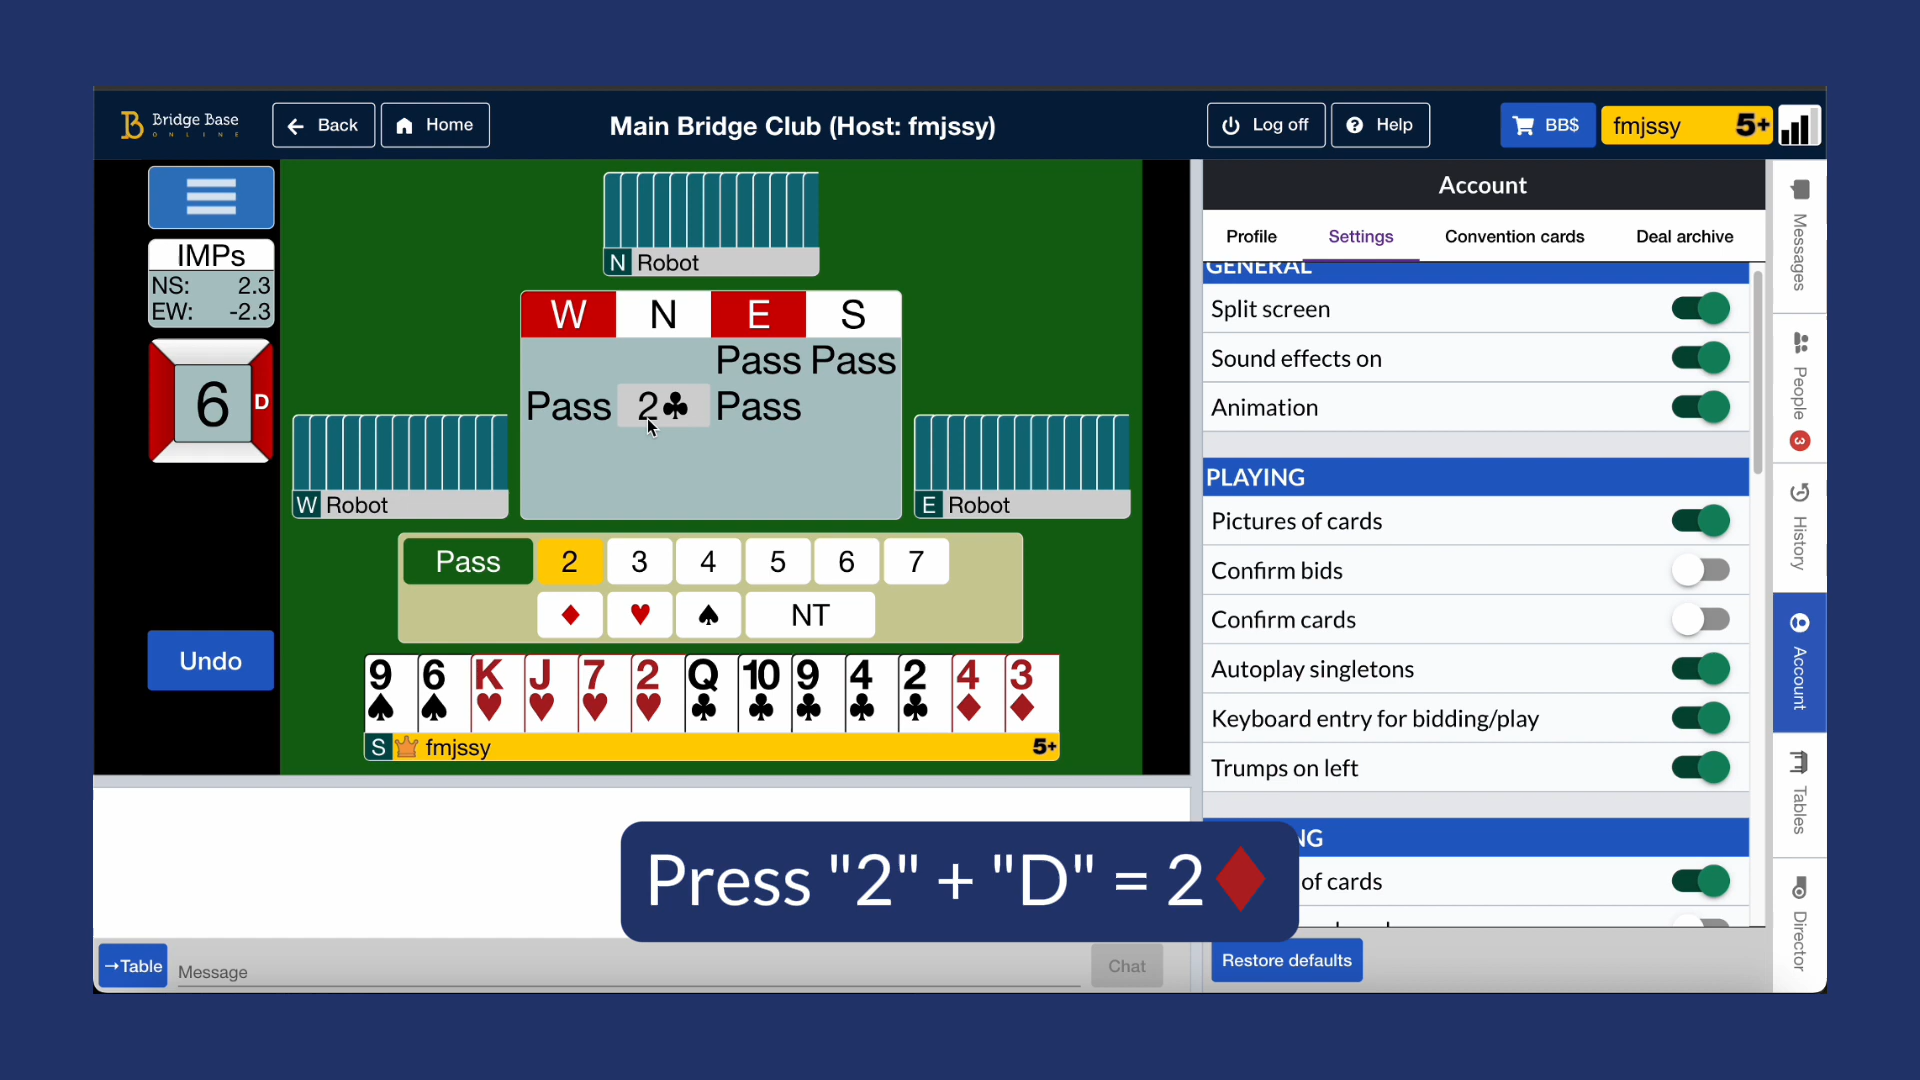 Bridge Base
ONLINE
Back
Home
Main Bridge Club (Host: fmjssy)
Log off
Help
BB$
fmjssy 5+
IMPs
NS: 2.3
EW: -2.3
6 D
N Robot
W N E S
Pass Pass
Pass 2♣ Pass
W Robot
E Robot
Pass 2 3 4 5 6 7
♦ ♥ ♠ NT
Undo
9 6 K J 7 2 Q 10 9 4 2 4 3
♠ ♠ ♥ ♥ ♥ ♥ ♣ ♣ ♣ ♣ ♣ ♦ ♦
S fmjssy 5+
Account
Profile Settings Convention cards Deal archive
GENERAL
Split screen
Sound effects on
Animation
PLAYING
Pictures of cards
Confirm bids
Confirm cards
Autoplay singletons
Keyboard entry for bidding/play
Trumps on left
NG
of cards
Restore defaults
Messages
People 3
History
Account
Tables
Director
Press "2" + "D" = 2♦
→Table
Message
Chat